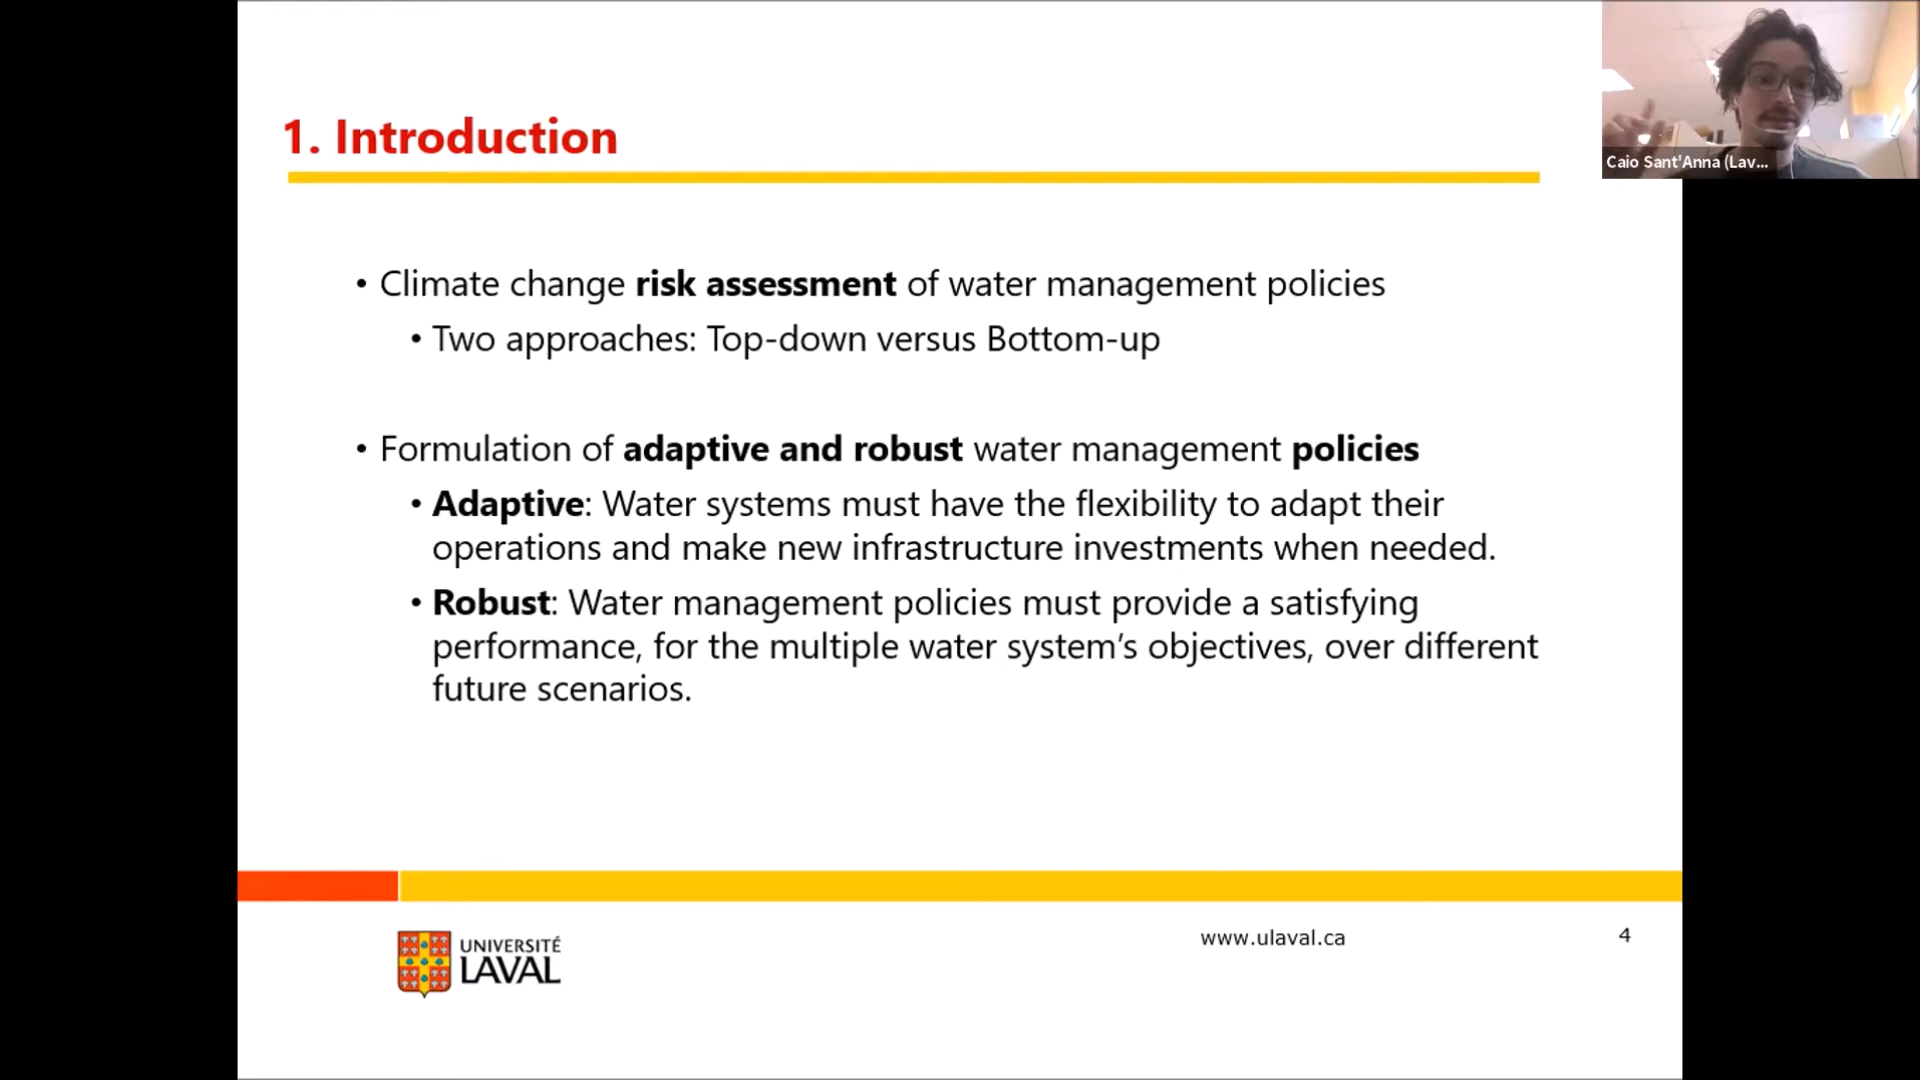 Caio Sant'Anna (Lav...
1. Introduction
• Climate change risk assessment of water management policies
• Two approaches: Top-down versus Bottom-up
• Formulation of adaptive and robust water management policies
• Adaptive: Water systems must have the flexibility to adapt their
operations and make new infrastructure investments when needed.
• Robust: Water management policies must provide a satisfying
performance, for the multiple water system’s objectives, over different
future scenarios.
UNIVERSITÉ
LAVAL
www.ulaval.ca
4